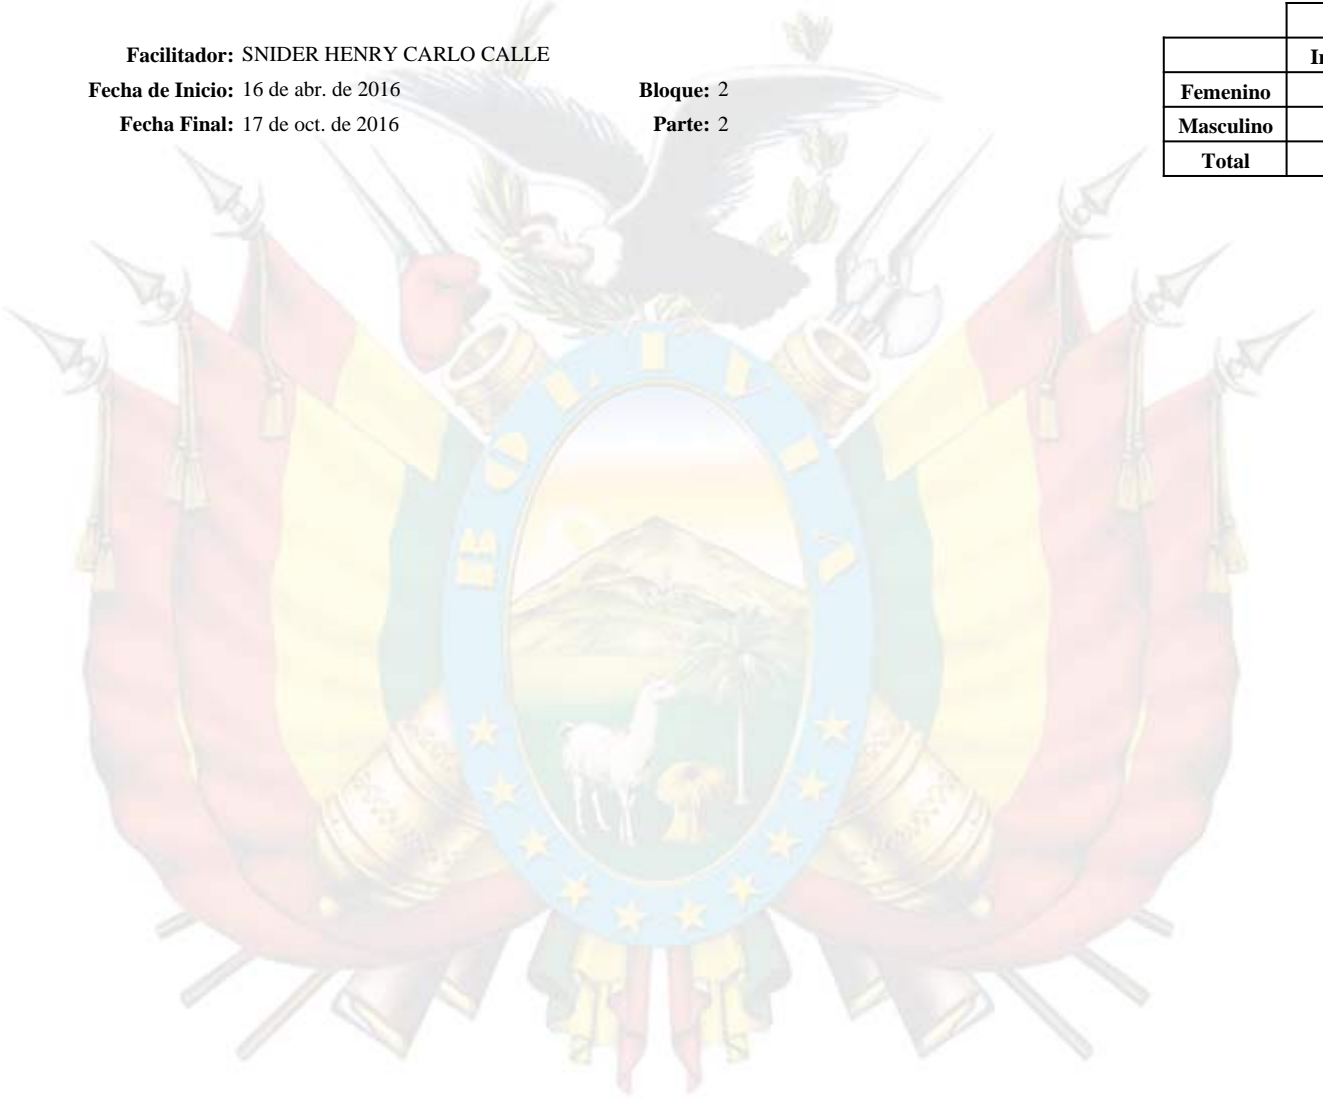 Facilitador: SNIDER HENRY CARLO CALLE
Fecha de Inicio: 16 de abr. de 2016 Bloque: 2
Fecha Final: 17 de oct. de 2016 Parte: 2
Femenino
Masculino
Total
BOLIVIA